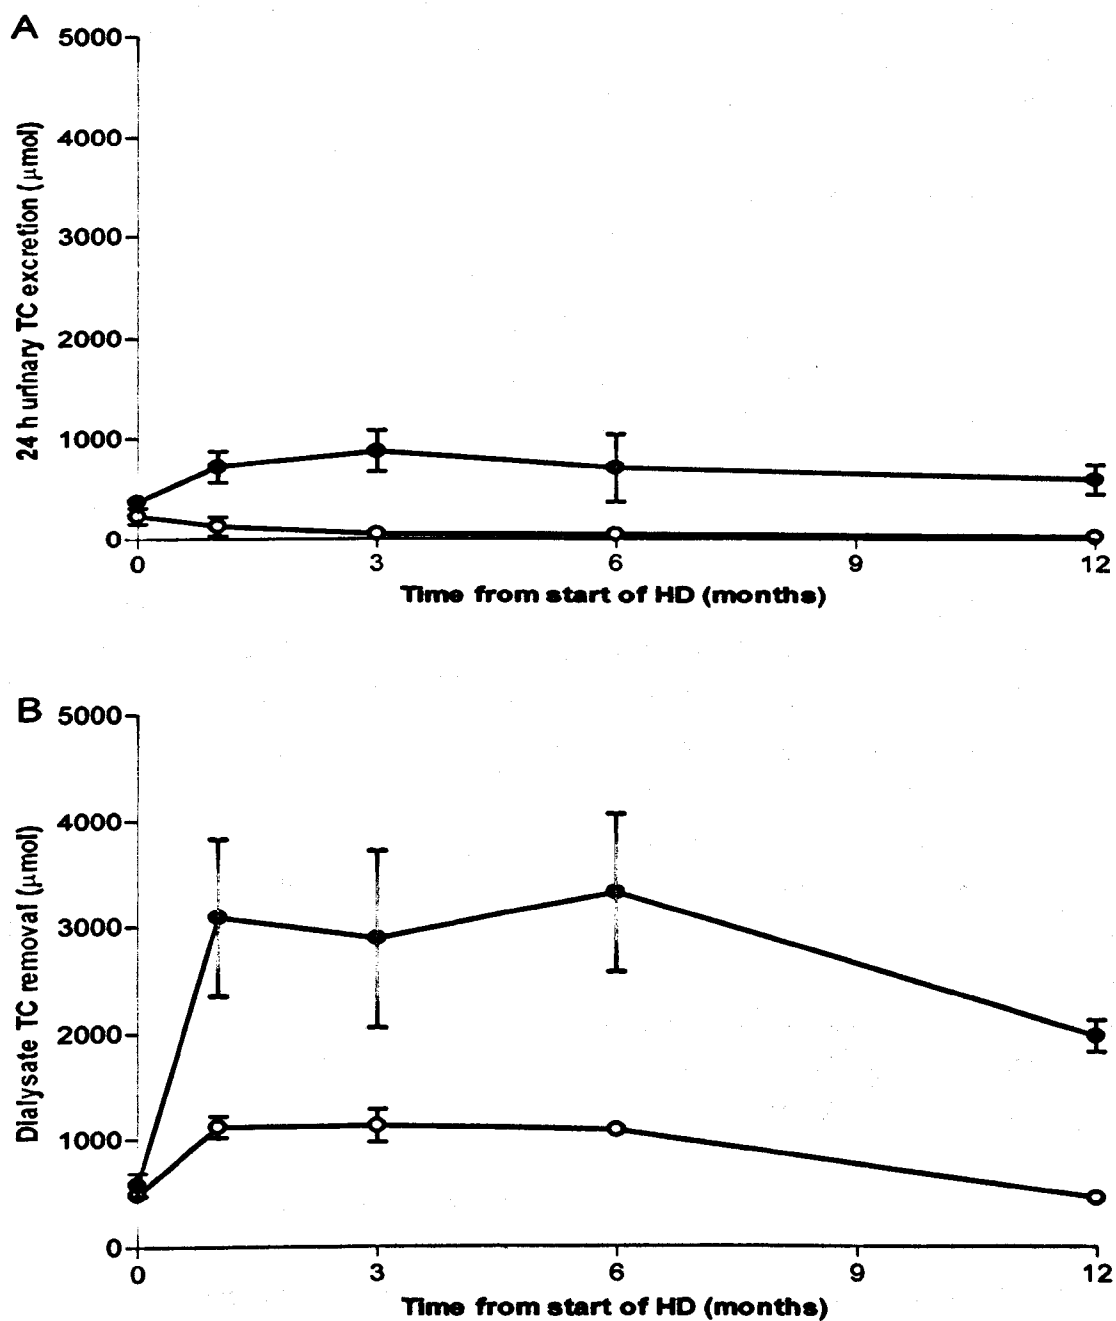 A
5000
4000
3000
2000
1000
0
24 h urinary TC excretion (µmol)
0 3 6 9 12
Time from start of HD (months)
B
5000
4000
3000
2000
1000
0
Dialysate TC removal (µmol)
0 3 6 9 12
Time from start of HD (months)